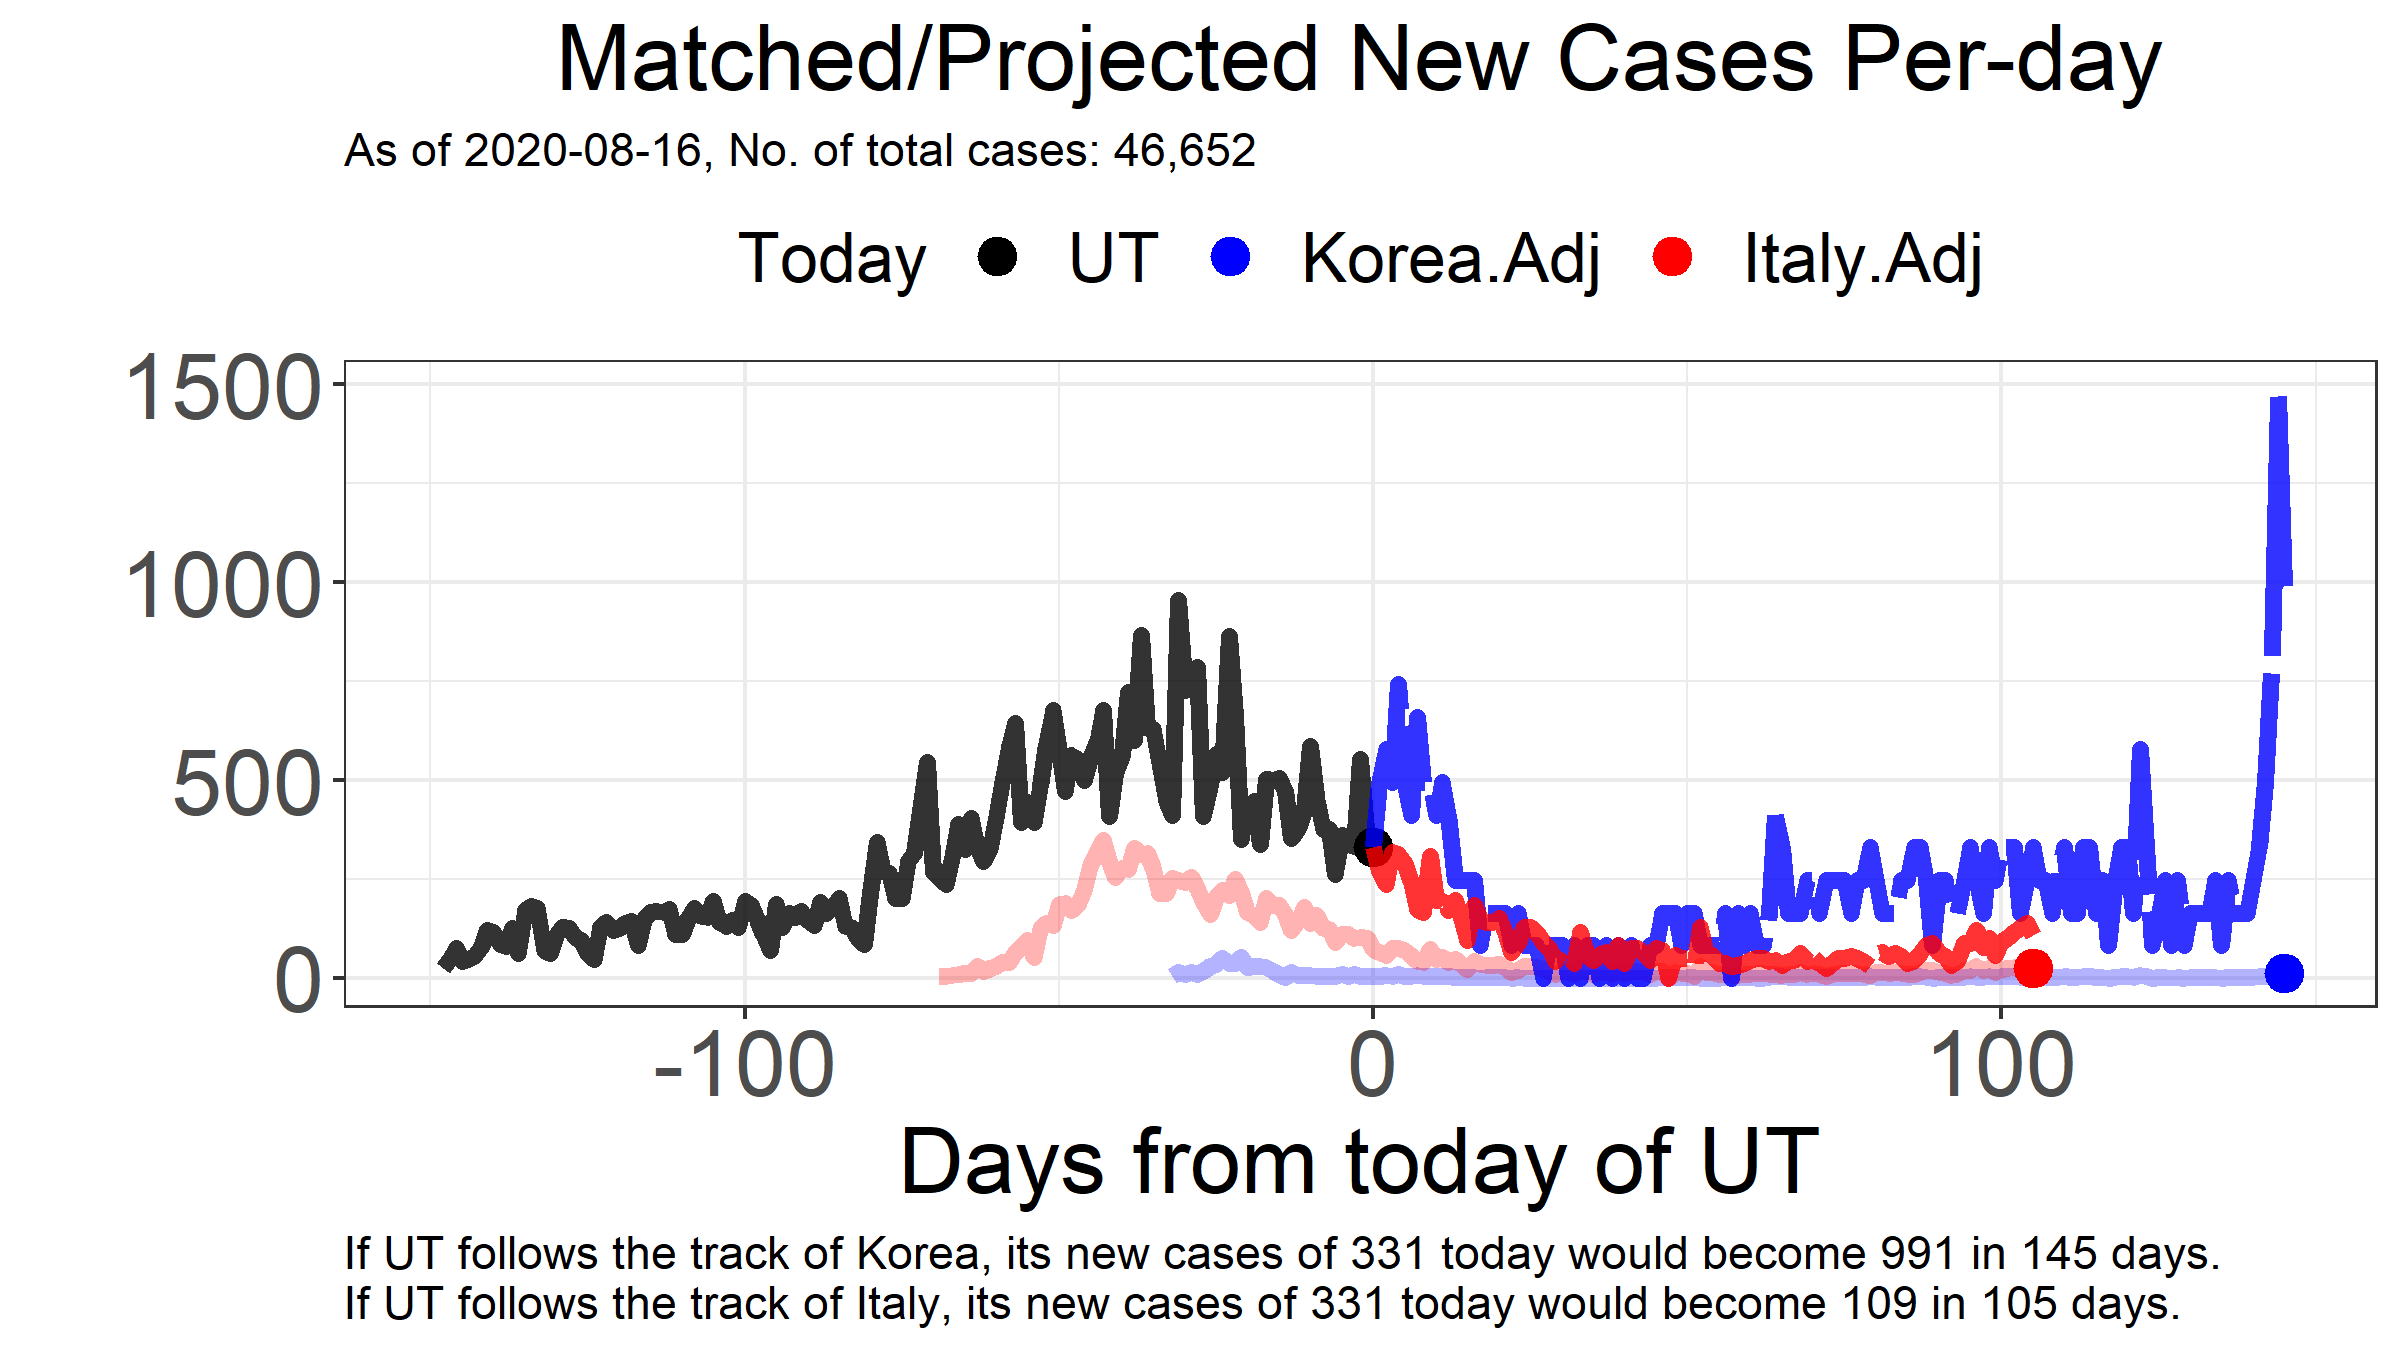 Matched/Projected New Cases Per-day
As of 2020-08-16, No. of total cases: 46,652
Today UT Korea.Adj Italy.Adj
1500
1000
500
0
-100 0 100
Days from today of UT
If UT follows the track of Korea, its new cases of 331 today would become 991 in 145 days.
If UT follows the track of Italy, its new cases of 331 today would become 109 in 105 days.